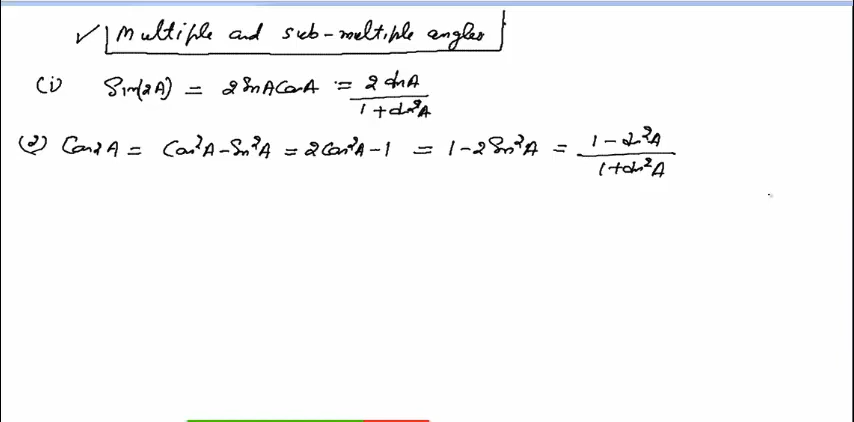 ✓ Multiple and sub-multiple angles
(i) Sin(2A) = 2SinACosA = 2tanA / 1+tan²A
(2) Cos2A = Cos²A-Sin²A = 2Cos²A-1 = 1-2Sin²A = 1-tan²A / 1+tan²A